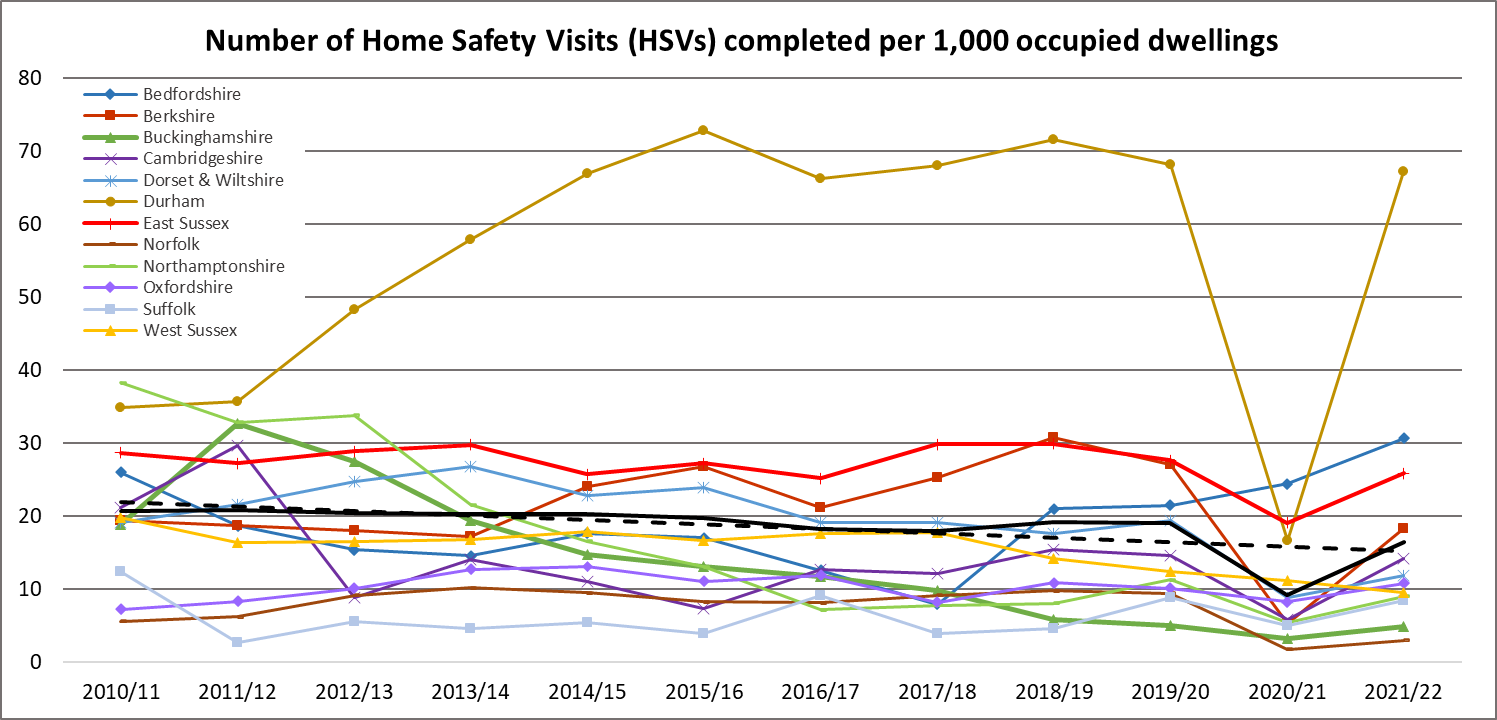 Number of Home Safety Visits (HSVs) completed per 1,000 occupied dwellings
80
70
60
50
40
30
20
10
0
Bedfordshire
Berkshire
Buckinghamshire
Cambridgeshire
Dorset & Wiltshire
Durham
East Sussex
Norfolk
Northamptonshire
Oxfordshire
Suffolk
West Sussex
2010/11 2011/12 2012/13 2013/14 2014/15 2015/16 2016/17 2017/18 2018/19 2019/20 2020/21 2021/22